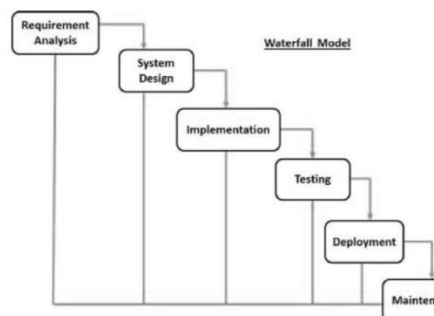 Requirement
Analysis
Waterfall Model
System
Design
Implementation
Testing
Deployment
Mainten